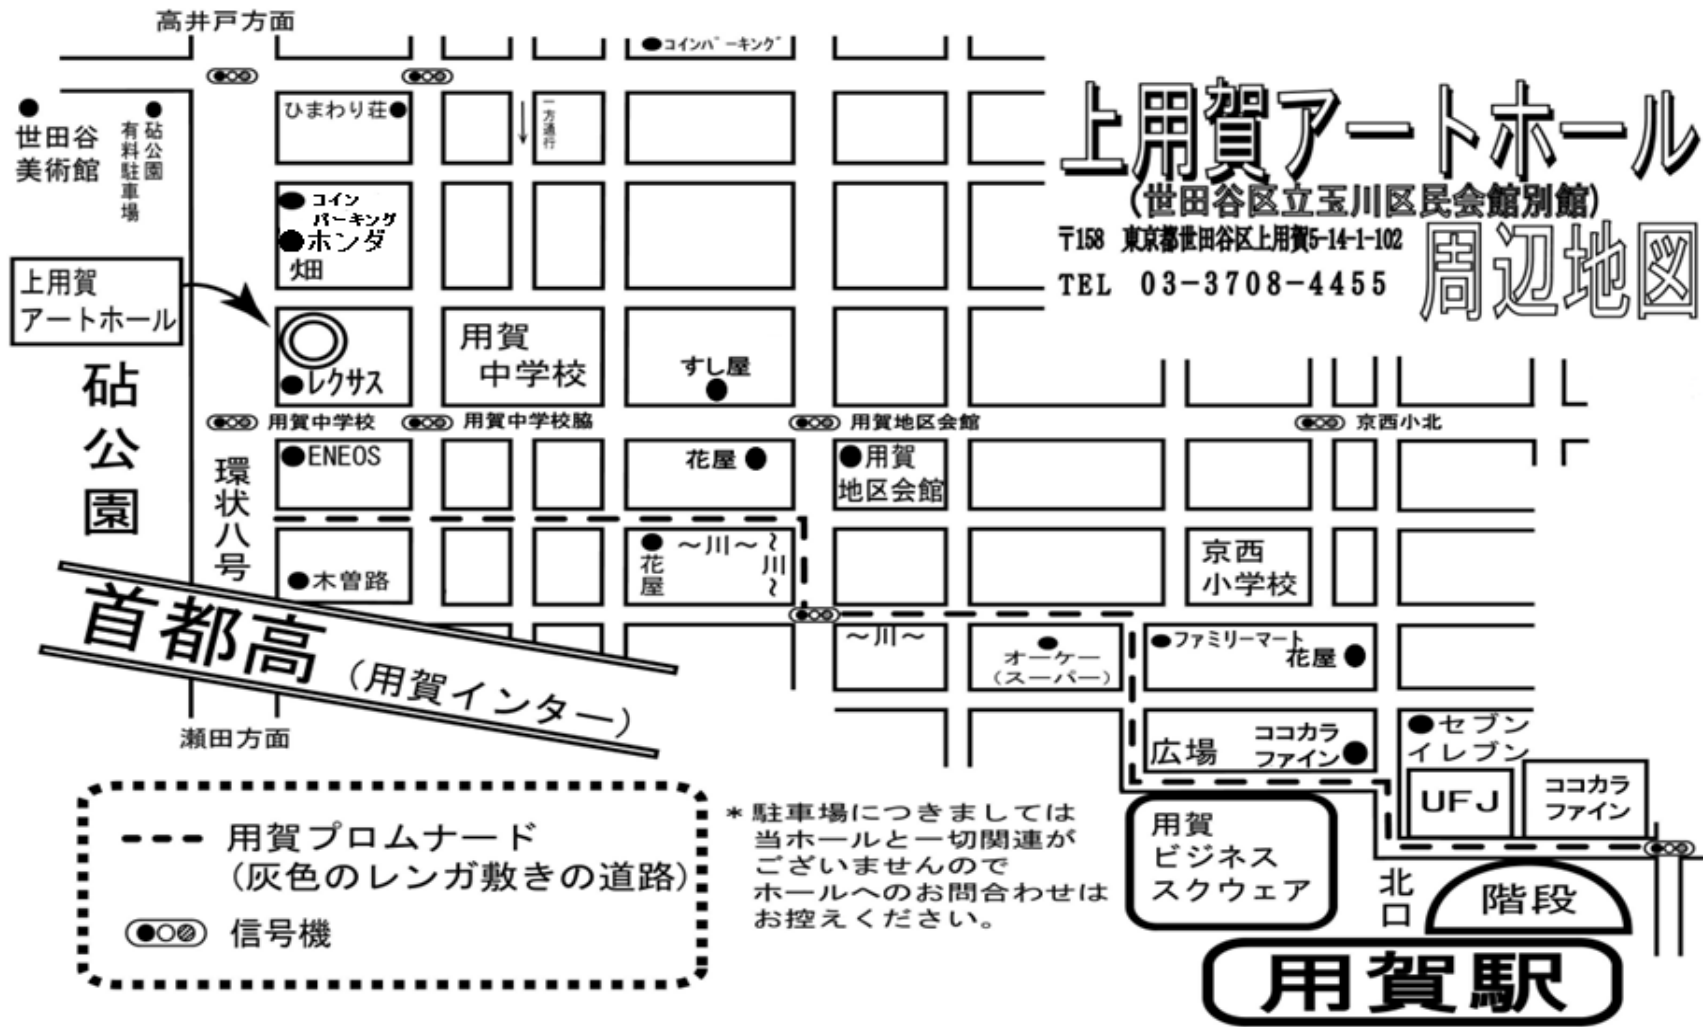 高井戸方面
コインパーキング
世田谷
美術館
砧公園
有料駐車場
ひまわり荘
一方通行
上用賀アートホール
(世田谷区立玉川区民会館別館)
〒158 東京都世田谷区上用賀5-14-1-102
TEL 03-3708-4455
周辺地図
コイン
パーキング
ホンダ
畑
上用賀
アートホール
レクサス
用賀
中学校
すし屋
砧公園
用賀中学校
用賀中学校脇
用賀地区会館
京西小北
環状八号
ENEOS
花屋
用賀
地区会館
木曽路
花屋
~川~
~川~
京西
小学校
首都高(用賀インター)
~川~
オーケー
(スーパー)
ファミリーマート
花屋
瀬田方面
広場
ココカラ
ファイン
セブン
イレブン
UFJ
ココカラ
ファイン
用賀プロムナード
(灰色のレンガ敷きの道路)
信号機
*駐車場につきましては
当ホールと一切関連が
ございませんので
ホールへのお問合わせは
お控えください。
用賀
ビジネス
スクウェア
北口
階段
用賀駅